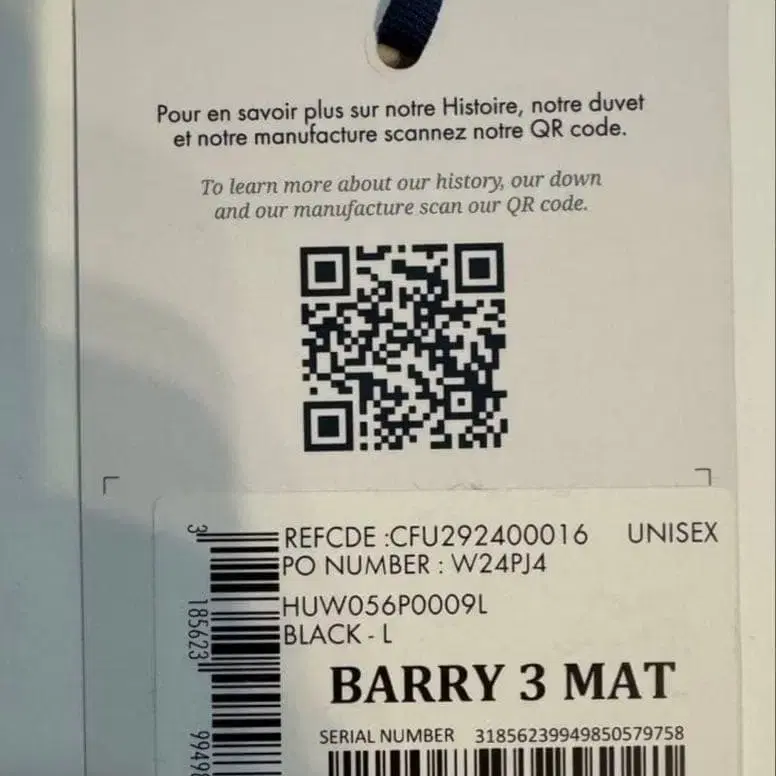 Pour en savoir plus sur notre Histoire, notre duvet
et notre manufacture scannez notre QR code.
To learn more about our history, our down
and our manufacture scan our QR code.
REFCDE :CFU292400016 UNISEX
PO NUMBER : W24PJ4
HUW056P0009L
BLACK - L
BARRY 3 MAT
SERIAL NUMBER 31856239949850579758
3
185623